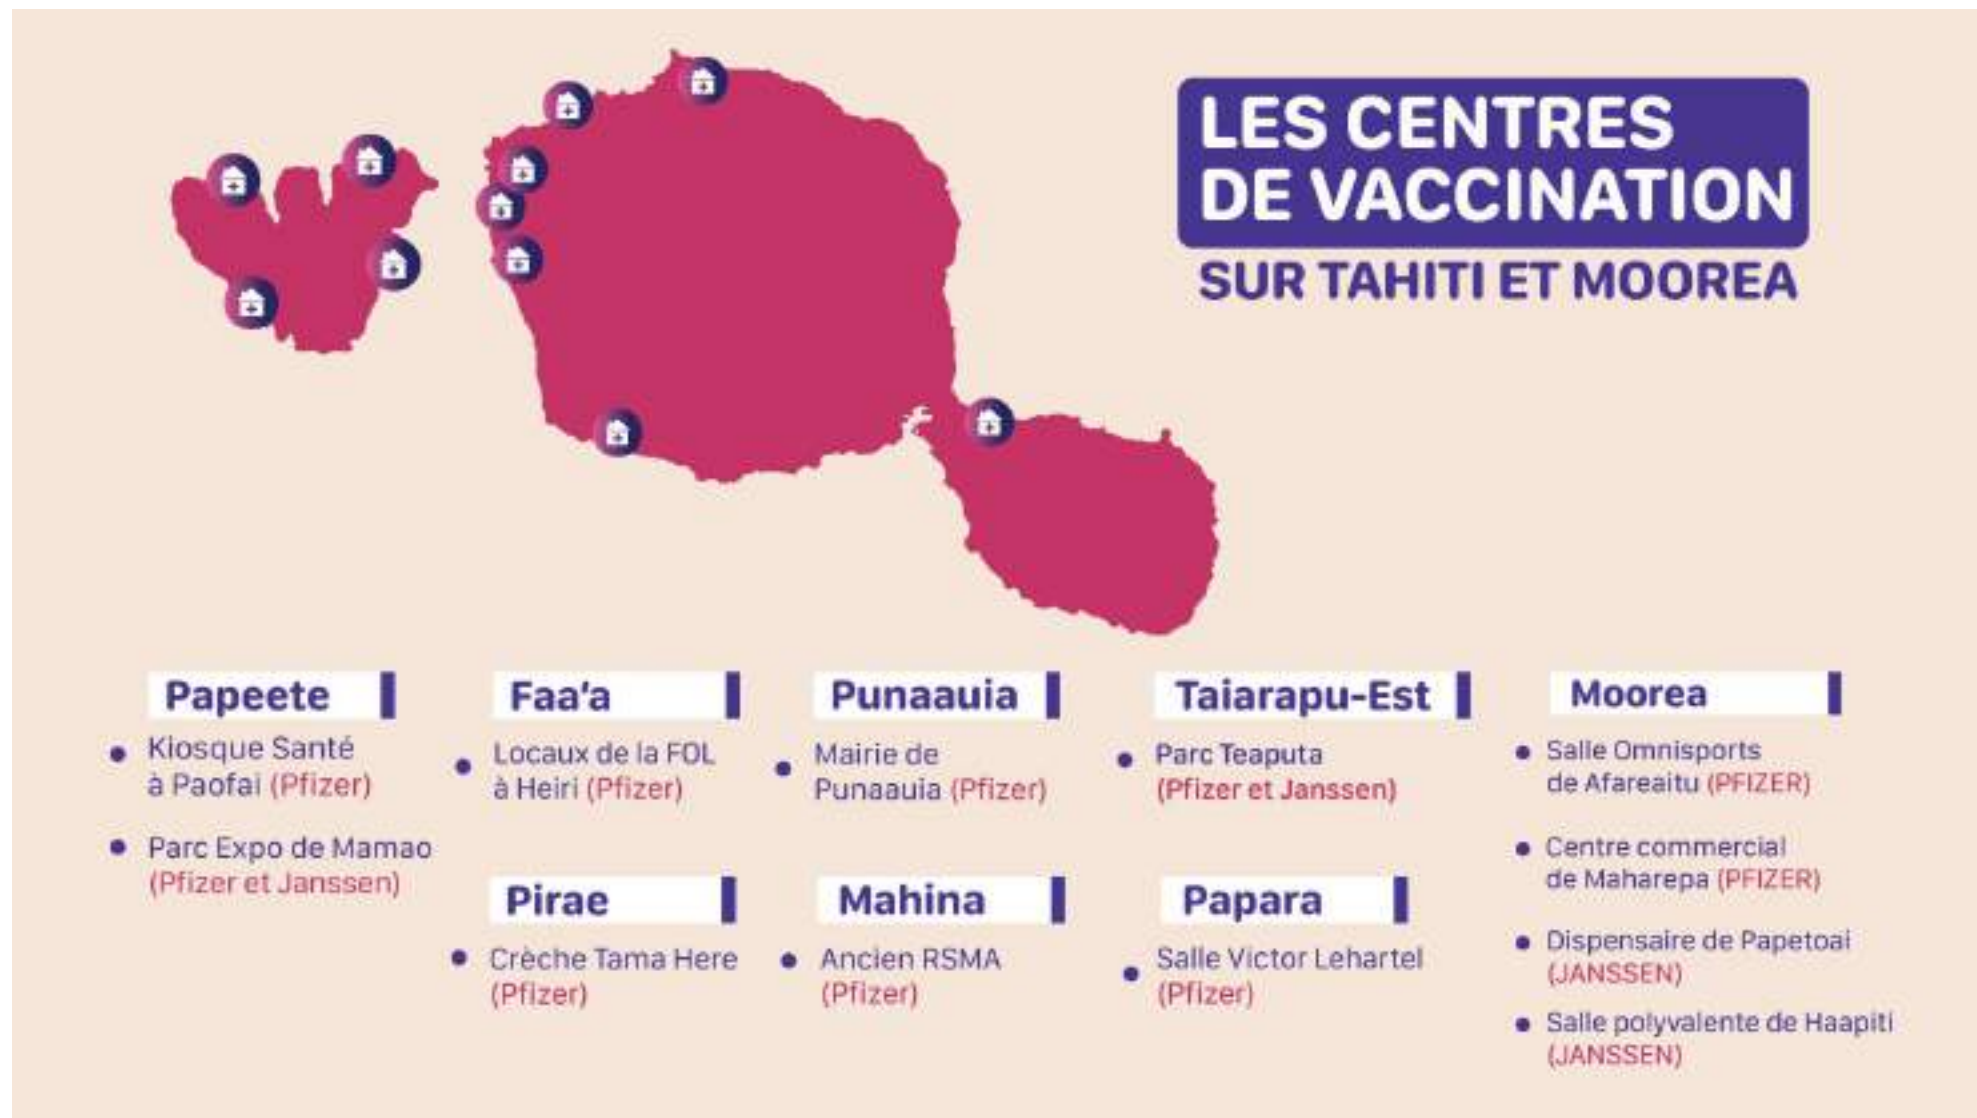 LES CENTRES
DE VACCINATION
SUR TAHITI ET MOOREA
Papeete
Kiosque Santé
à Paofai (Pfizer)
Parc Expo de Mamao
(Pfizer et Janssen)
Faa'a
Locaux de la FOL
à Heiri (Pfizer)
Pirae
Crèche Tama Here
(Pfizer)
Punaauia
Mairie de
Punaauia (Pfizer)
Mahina
Ancien RSMA
(Pfizer)
Taiarapu-Est
Parc Teaputa
(Pfizer et Janssen)
Papara
Salle Victor Lehartel
(Pfizer)
Moorea
Salle Omnisports
de Afareaitu (PFIZER)
Centre commercial
de Maharepa (PFIZER)
Dispensaire de Papetoai
(JANSSEN)
Salle polyvalente de Haapiti
(JANSSEN)